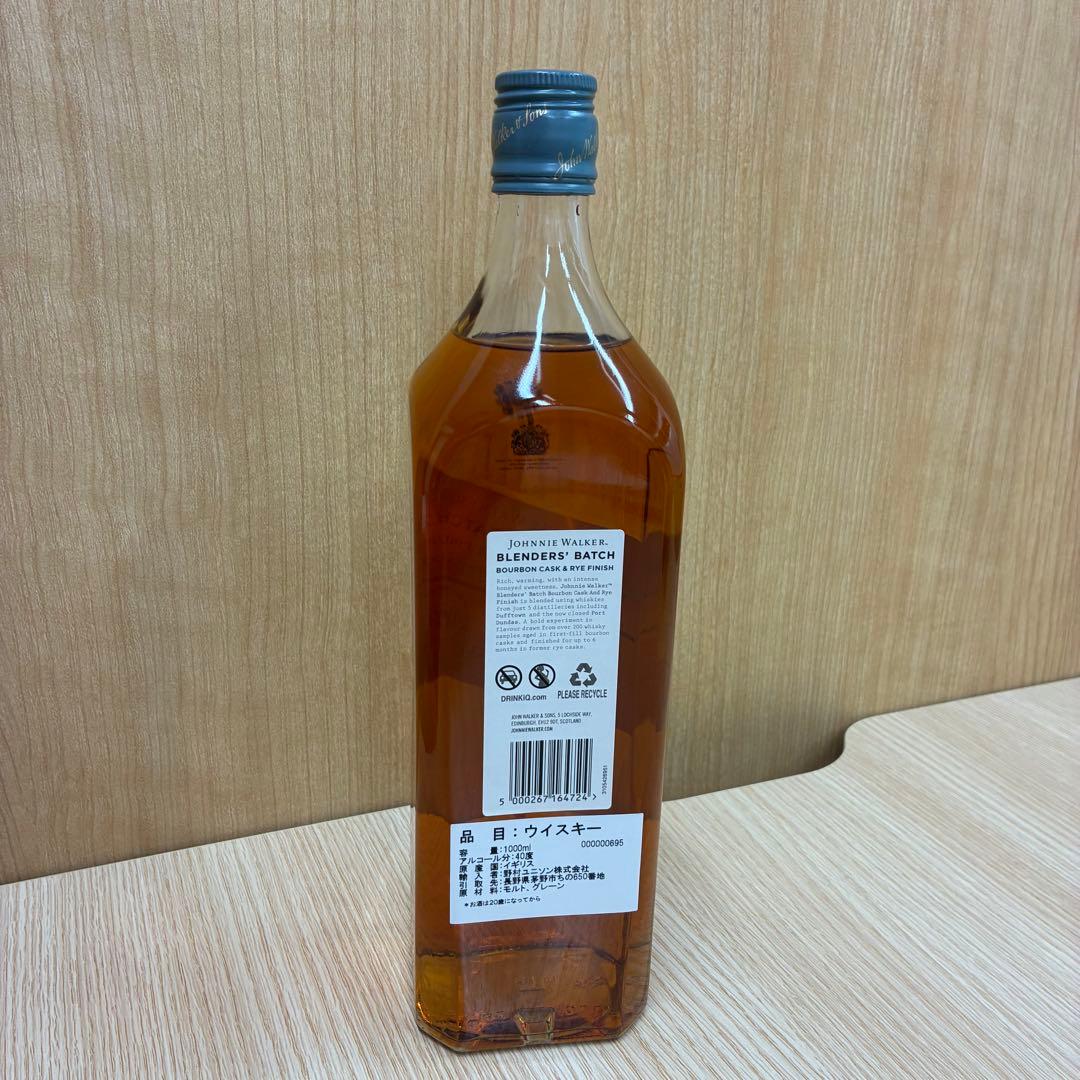 Walker & Sons
John Walk
JOHNNIE WALKER™
BLENDERS' BATCH
BOURBON CASK & RYE FINISH
Rich, warming, with an intense
honeyed sweetness, Johnnie Walker™
Blenders' Batch Bourbon Cask And Rye
Finish is blended using whiskies
from just 5 distilleries including
Dufftown and the now closed Port
Dundas. A bold experiment in
flavour drawn from over 200 whisky
samples aged in first-fill bourbon
casks and finished for up to 6
months in former rye casks.
DRINKiQ.com
PLEASE RECYCLE
JOHN WALKER & SONS, 5 LOCHSIDE WAY,
EDINBURGH, EH12 9DT, SCOTLAND
JOHNNIEWALKER.COM
5 000267 164724 >
品 目：ウイスキー
000000695
容 量：1000ml
アルコール分：40度
原 産 国：イギリス
輸 入 者：野村ユニソン株式会社
引 取 先：長野県茅野市ちの650番地
原 材 料：モルト、グレーン
＊お酒は20歳になってから